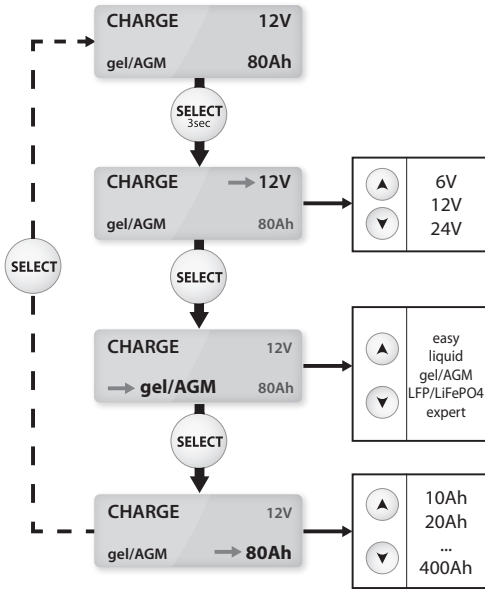 CHARGE 12V
gel/AGM 80Ah
SELECT
3sec
CHARGE 12V
gel/AGM 80Ah
6V
12V
24V
SELECT
SELECT
CHARGE 12V
gel/AGM 80Ah
easy
liquid
gel/AGM
LFP/LiFePO4
expert
SELECT
CHARGE 12V
gel/AGM 80Ah
10Ah
20Ah
...
400Ah